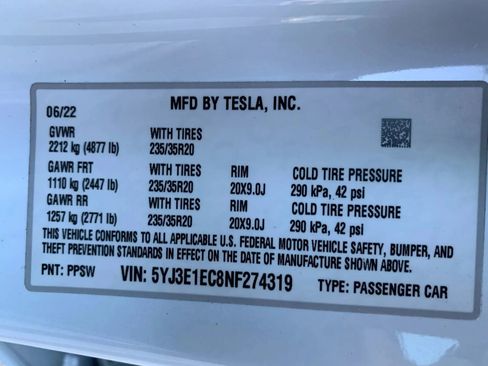 MFD BY TESLA, INC.
06/22
GVWR WITH TIRES
2212 kg (4877 lb) 235/35R20
GAWR FRT WITH TIRES RIM COLD TIRE PRESSURE
1110 kg (2447 lb) 235/35R20 20X9.0J 290 kPa, 42 psi
GAWR RR WITH TIRES RIM COLD TIRE PRESSURE
1257 kg (2771 lb) 235/35R20 20X9.0J 290 kPa, 42 psi
THIS VEHICLE CONFORMS TO ALL APPLICABLE U.S. FEDERAL MOTOR VEHICLE SAFETY, BUMPER, AND
THEFT PREVENTION STANDARDS IN EFFECT ON THE DATE OF MANUFACTURE SHOWN ABOVE.
PNT: PPSW VIN: 5YJ3E1EC8NF274319 TYPE: PASSENGER CAR